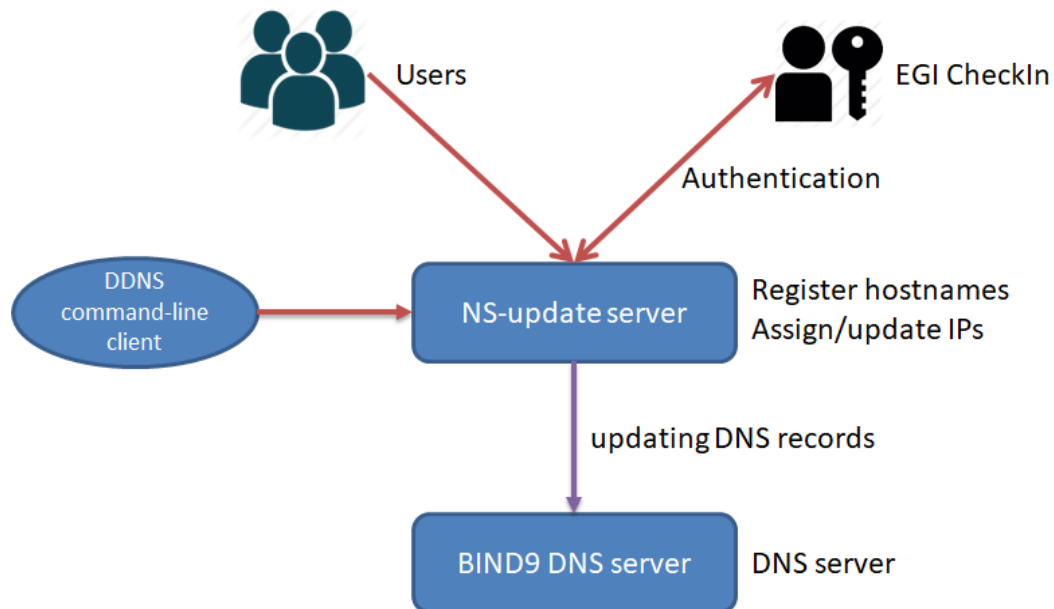 Users
EGI CheckIn
Authentication
DDNS
command-line
client
NS-update server
Register hostnames
Assign/update IPs
updating DNS records
BIND9 DNS server
DNS server